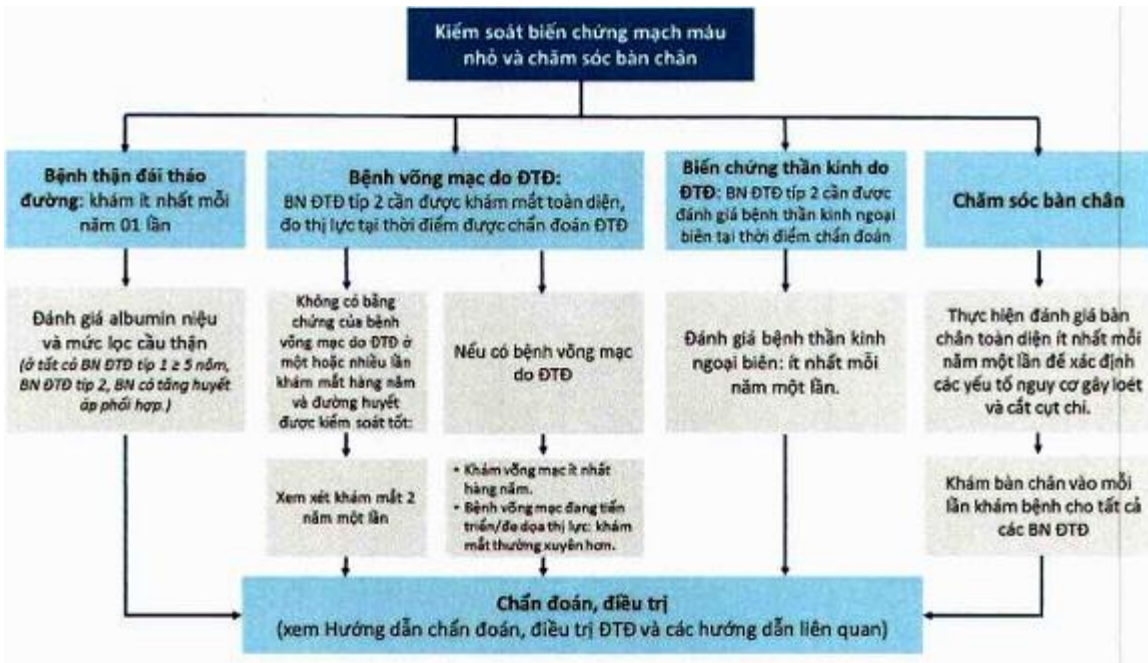 Kiểm soát biến chứng mạch máu
nhỏ và chăm sóc bàn chân
Bệnh thận đái tháo
đường: khám ít nhất mỗi
năm 01 lần
Bệnh võng mạc do ĐTĐ:
BN ĐTĐ típ 2 cần được khám mắt toàn diện,
đo thị lực tại thời điểm được chẩn đoán ĐTĐ
Biến chứng thần kinh do
ĐTĐ: BN ĐTĐ típ 2 cần được
đánh giá bệnh thần kinh ngoại
biên tại thời điểm chẩn đoán
Chăm sóc bàn chân
Đánh giá albumin niệu
và mức lọc cầu thận
(ở tất cả BN ĐTĐ típ 1 ≥ 5 năm,
BN ĐTĐ típ 2, BN có tăng huyết
áp phối hợp.)
Không có bằng
chứng của bệnh
võng mạc do ĐTĐ ở
một hoặc nhiều lần
khám mắt hàng năm
và đường huyết
được kiểm soát tốt:
Nếu có bệnh võng mạc
do ĐTĐ
Đánh giá bệnh thần kinh
ngoại biên: ít nhất mỗi
năm một lần.
Thực hiện đánh giá bàn
chân toàn diện ít nhất mỗi
năm một lần để xác định
các yếu tố nguy cơ gây loét
và cắt cụt chi.
Xem xét khám mắt 2
năm một lần
• Khám võng mạc ít nhất
hàng năm.
• Bệnh võng mạc đang tiến
triển/đe dọa thị lực: khám
mắt thường xuyên hơn.
Khám bàn chân vào mỗi
lần khám bệnh cho tất cả
các BN ĐTĐ
Chẩn đoán, điều trị
(xem Hướng dẫn chẩn đoán, điều trị ĐTĐ và các hướng dẫn liên quan)